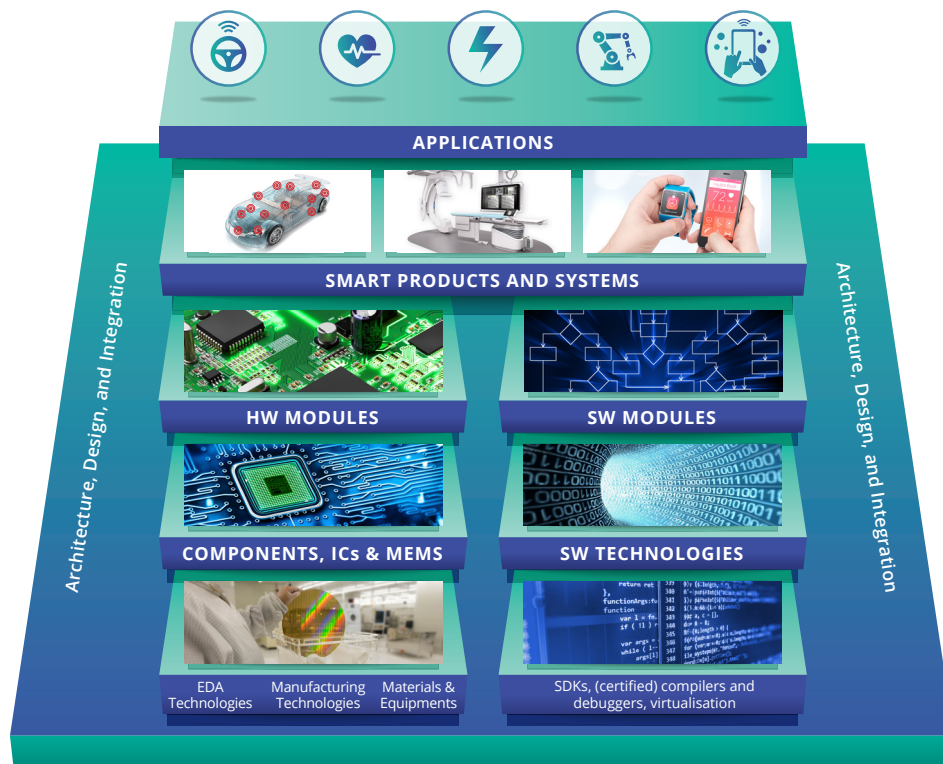 APPLICATIONS
SMART PRODUCTS AND SYSTEMS
Architecture, Design, and Integration
Architecture, Design, and Integration
HW MODULES
SW MODULES
COMPONENTS, ICs & MEMS
SW TECHNOLOGIES
EDA
Technologies
Manufacturing
Technologies
Materials &
Equipments
SDKs, (certified) compilers and
debuggers, virtualisation